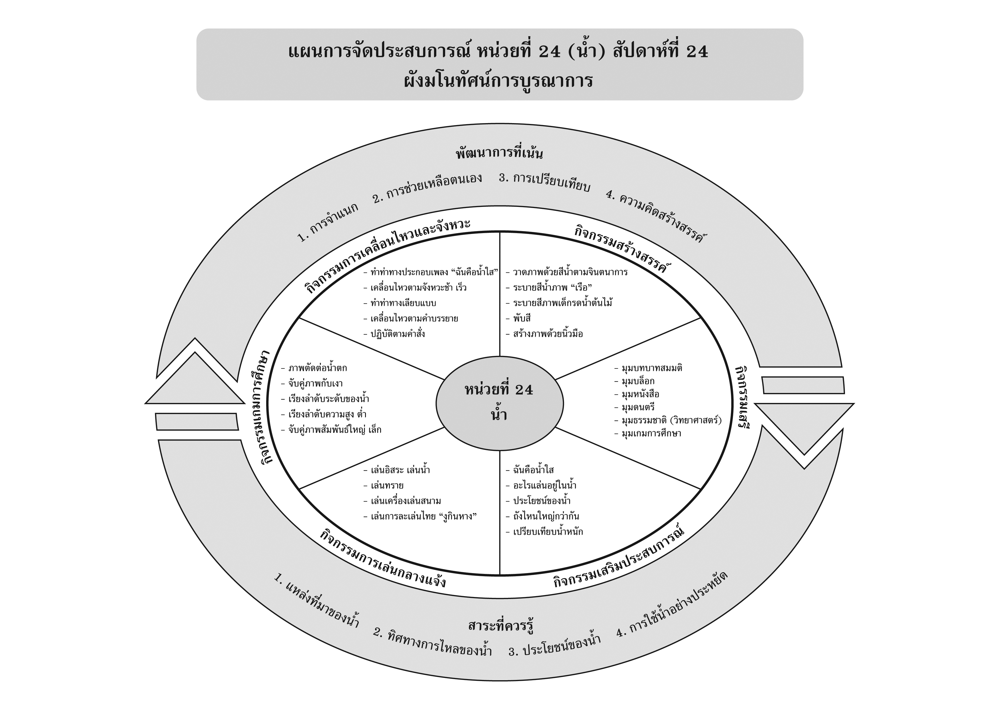 แผนการจัดประสบการณ์ หน่วยที่ 24 (น้ำ) สัปดาห์ที่ 24
ผังมโนทัศน์การบูรณาการ
พัฒนาการที่เน้น
1. การจำแนก 2. การช่วยเหลือตนเอง 3. การเปรียบเทียบ 4. ความคิดสร้างสรรค์
กิจกรรมการเคลื่อนไหวและจังหวะ
- ทำท่าทางประกอบเพลง “ฉันคือน้ำใส”
- เคลื่อนไหวตามจังหวะช้า เร็ว
- ทำท่าทางเลียบแบบ
- เคลื่อนไหวตามคำบรรยาย
- ปฏิบัติตามคำสั่ง
กิจกรรมสร้างสรรค์
- วาดภาพด้วยสีน้ำตามจินตนาการ
- ระบายสีน้ำภาพ “เรือ”
- ระบายสีภาพเด็กรดน้ำต้นไม้
- พับสี
- สร้างภาพด้วยนิ้วมือ
กิจกรรมเกมการศึกษา
- ภาพตัดต่อน้ำตก
- จับคู่ภาพกับเงา
- เรียงลำดับระดับของน้ำ
- เรียงลำดับความสูง ต่ำ
- จับคู่ภาพสัมพันธ์ใหญ่ เล็ก
หน่วยที่ 24
น้ำ
กิจกรรมเสรี
- มุมบทบาทสมมติ
- มุมบล็อก
- มุมหนังสือ
- มุมดนตรี
- มุมธรรมชาติ (วิทยาศาสตร์)
- มุมเกมการศึกษา
- เล่นอิสระ เล่นน้ำ
- เล่นทราย
- เล่นเครื่องเล่นสนาม
- เล่นการละเล่นไทย “งูกินหาง”
กิจกรรมการเล่นกลางแจ้ง
- ฉันคือน้ำใส
- อะไรแล่นอยู่ในน้ำ
- ประโยชน์ของน้ำ
- ถังไหนใหญ่กว่ากัน
- เปรียบเทียบน้ำหนัก
กิจกรรมเสริมประสบการณ์
สาระที่ควรรู้
1. แหล่งที่มาของน้ำ 2. ทิศทางการไหลของน้ำ 3. ประโยชน์ของน้ำ 4. การใช้น้ำอย่างประหยัด